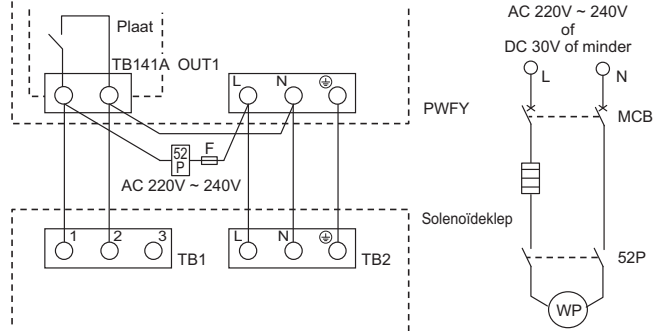 Plaat
TB141A OUT1
L N
PWFY
52
P
F
AC 220V ~ 240V
Solenoïdeklep
1 2 3
TB1
L N
TB2
AC 220V ~ 240V
of
DC 30V of minder
L N
MCB
52P
WP